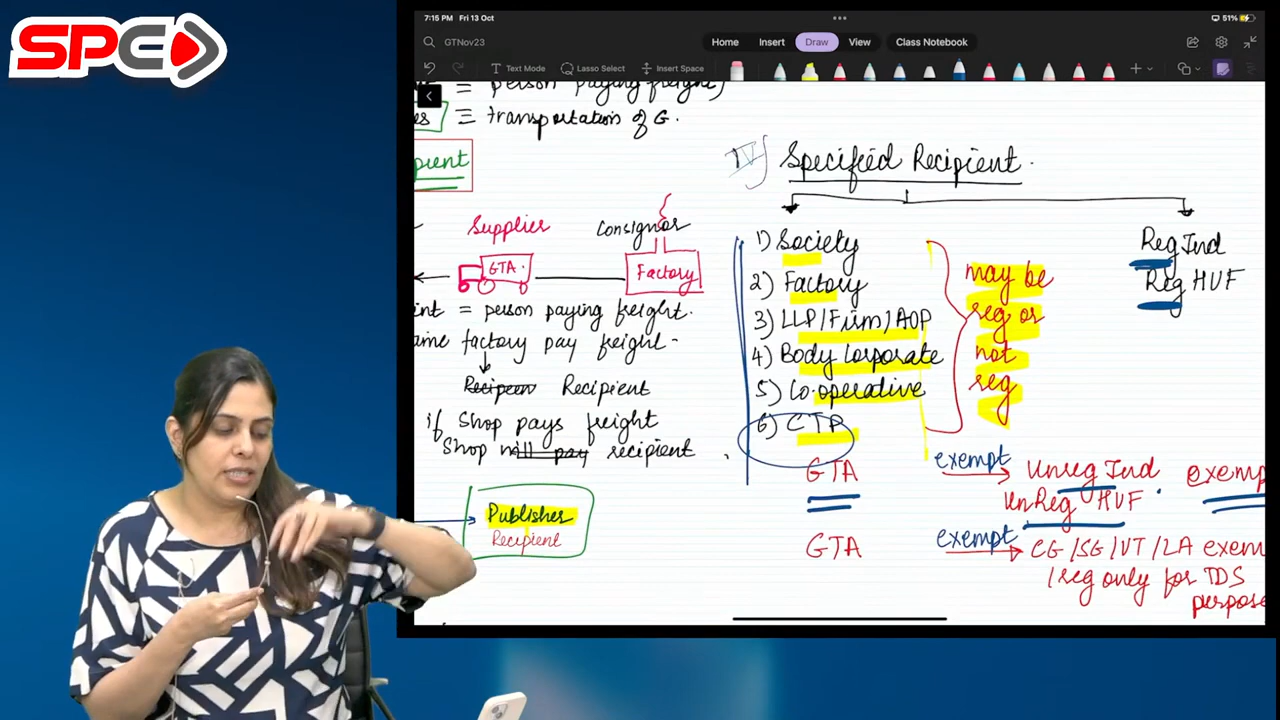 SPC
7:15 PM Fri 13 Oct
51%
GTNov23
Home Insert Draw View Class Notebook
Text Mode Lasso Select Insert Space
≡ person paying freight)
≡ transportation of G.
IV) Specified Recipient.
1) Society
2) Factory
3) LLP/Firm/AOP
4) Body Corporate
5) Co.operative
6) CTP
may be
reg or
not
reg
Reg Ind
Reg HUF
Supplier
Consignor
GTA.
Factory
= person paying freight.
factory pay freight-
Recipient
if Shop pays freight
Shop will pay recipient
Publisher
Recipient
GTA exempt → Unreg Ind. exemp
UnReg HUF
GTA exempt → CG/SG/UT/LA exem
/reg only for TDS
purpose